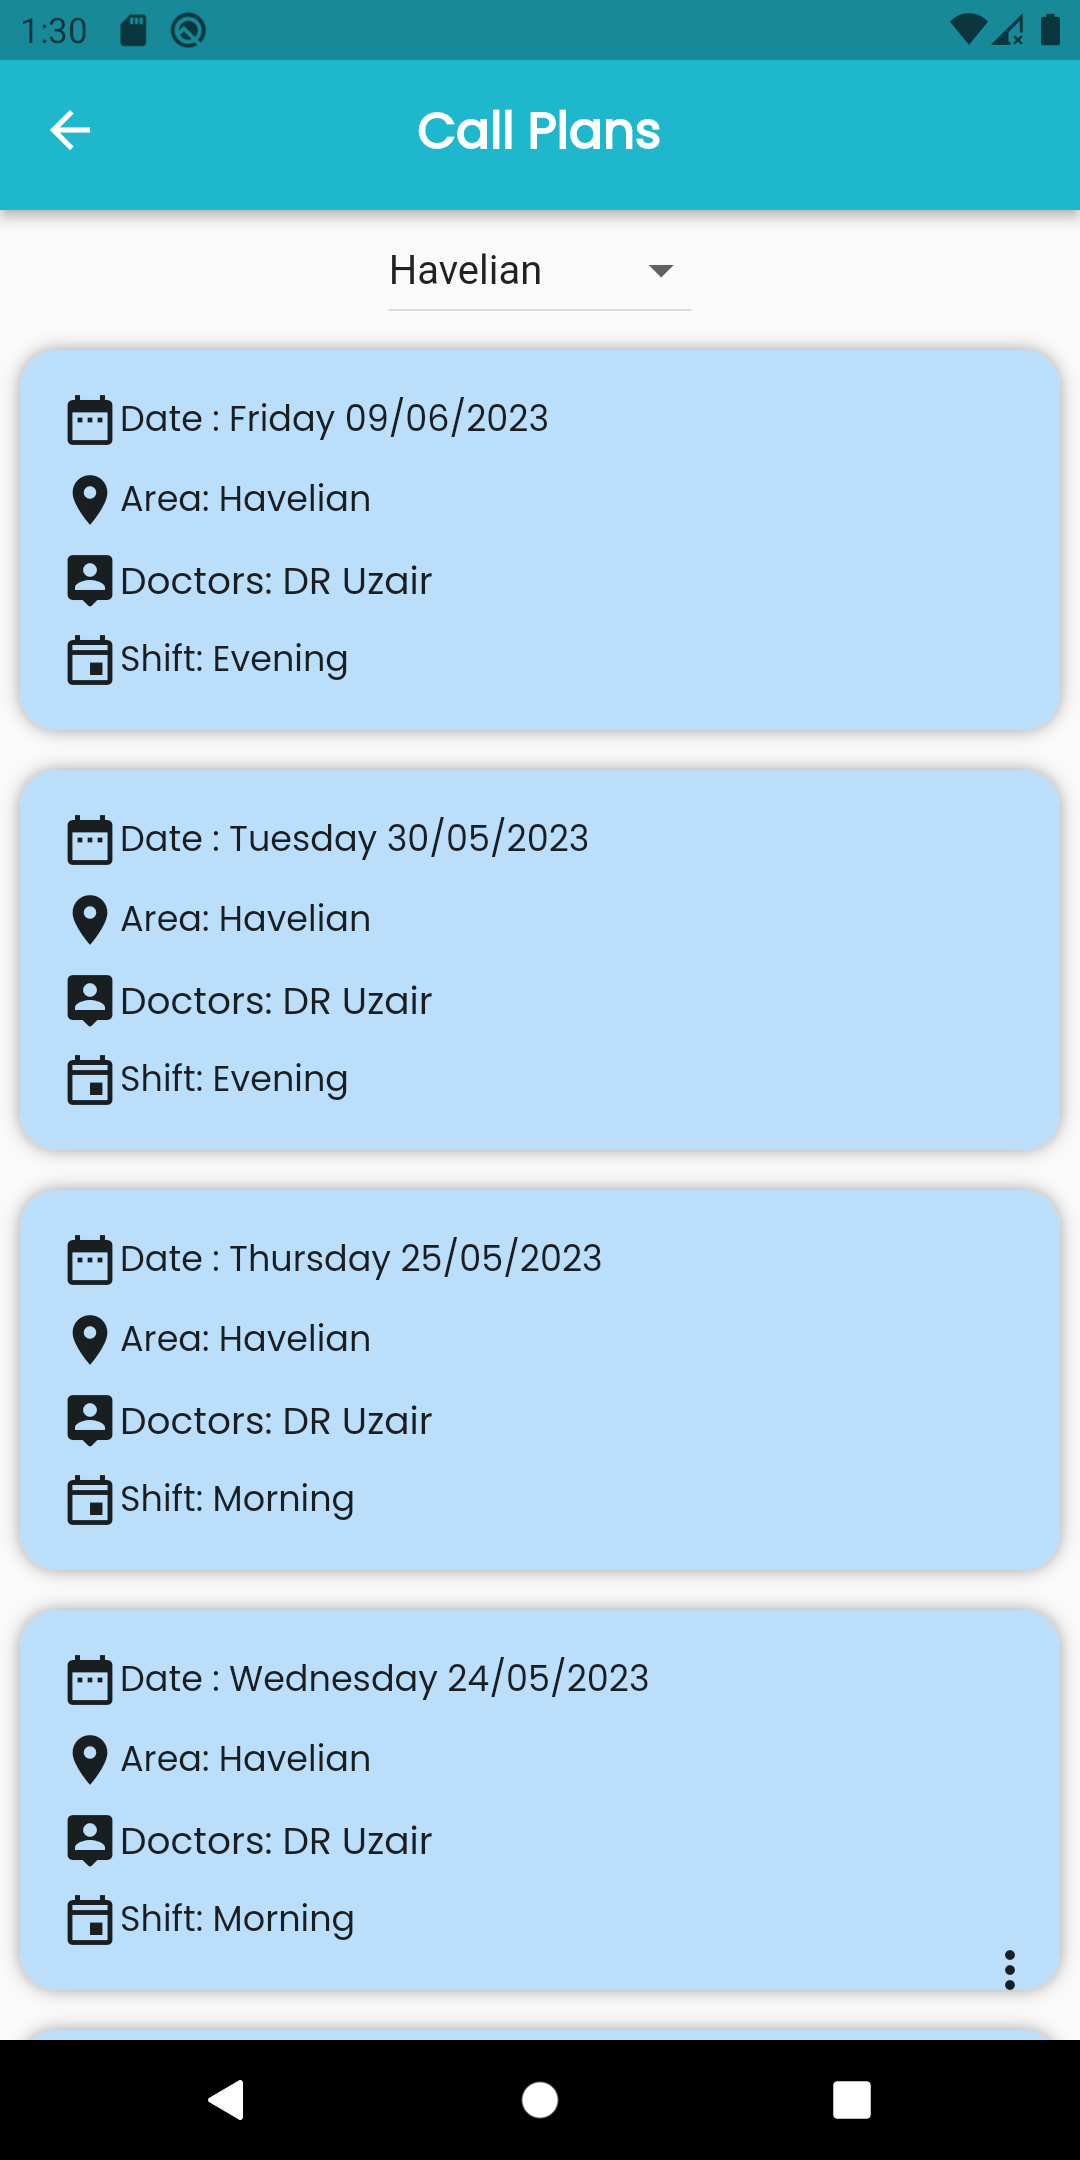 1:30
Call Plans
Havelian
Date : Friday 09/06/2023
Area: Havelian
Doctors: DR Uzair
Shift: Evening
Date : Tuesday 30/05/2023
Area: Havelian
Doctors: DR Uzair
Shift: Evening
Date : Thursday 25/05/2023
Area: Havelian
Doctors: DR Uzair
Shift: Morning
Date : Wednesday 24/05/2023
Area: Havelian
Doctors: DR Uzair
Shift: Morning